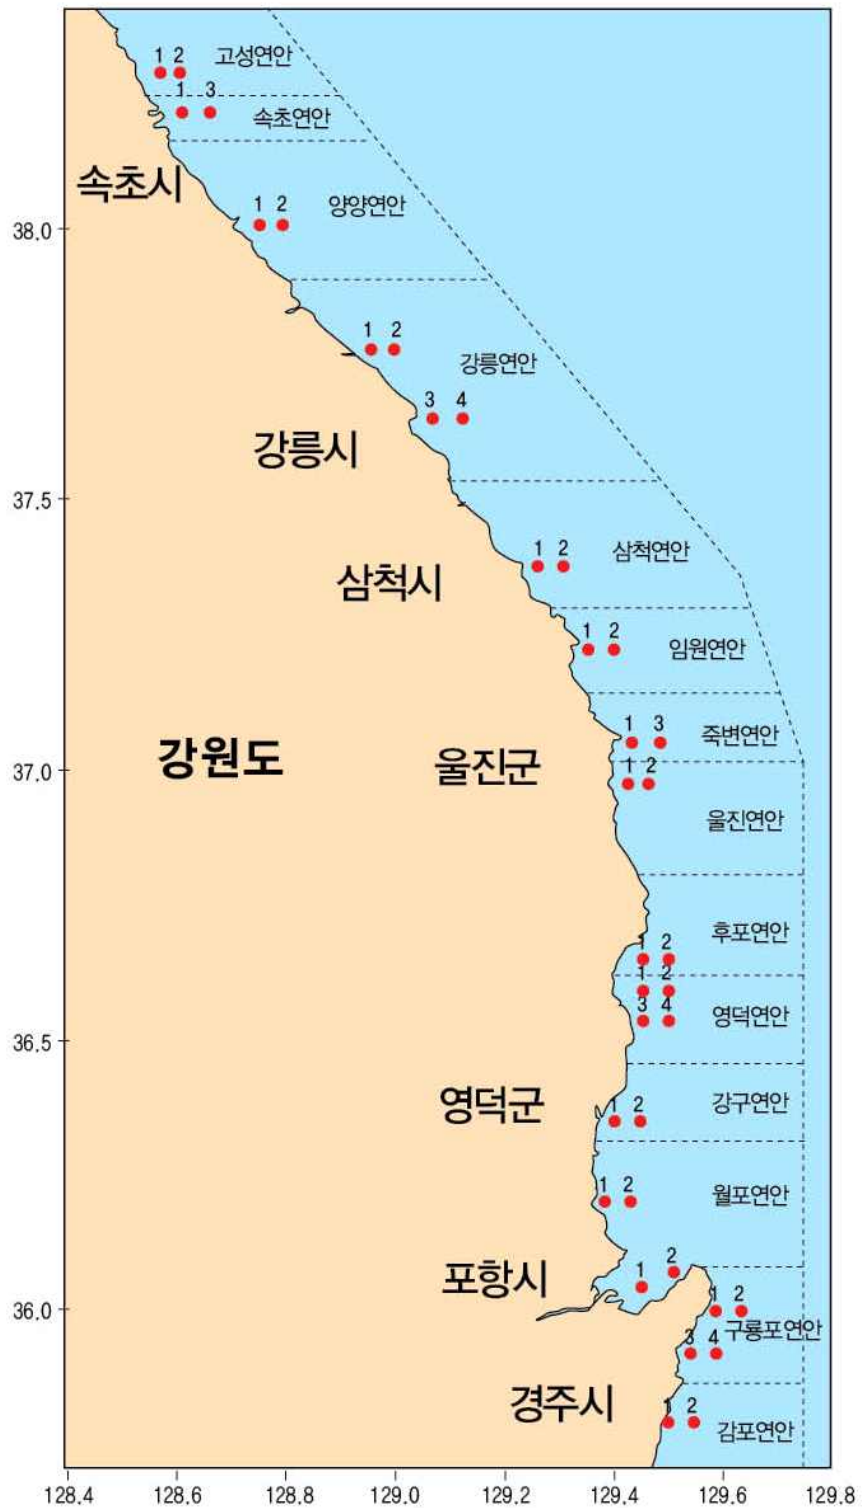 1 2 고성연안
1 3
속초연안
속초시
1 2 양양연안
38.0
1 2
강릉연안
3 4
강릉시
37.5
1 2 삼척연안
삼척시
1 2 임원연안
1 3 죽변연안
강원도
울진군
37.0
1 2
울진연안
후포연안
1 2
1 2
3 4 영덕연안
36.5
영덕군
1 2 강구연안
1 2 월포연안
포항시
1 2
36.0
1 2
구룡포연안
3 4
경주시
1 2
감포연안
128.4 128.6 128.8 129.0 129.2 129.4 129.6 129.8